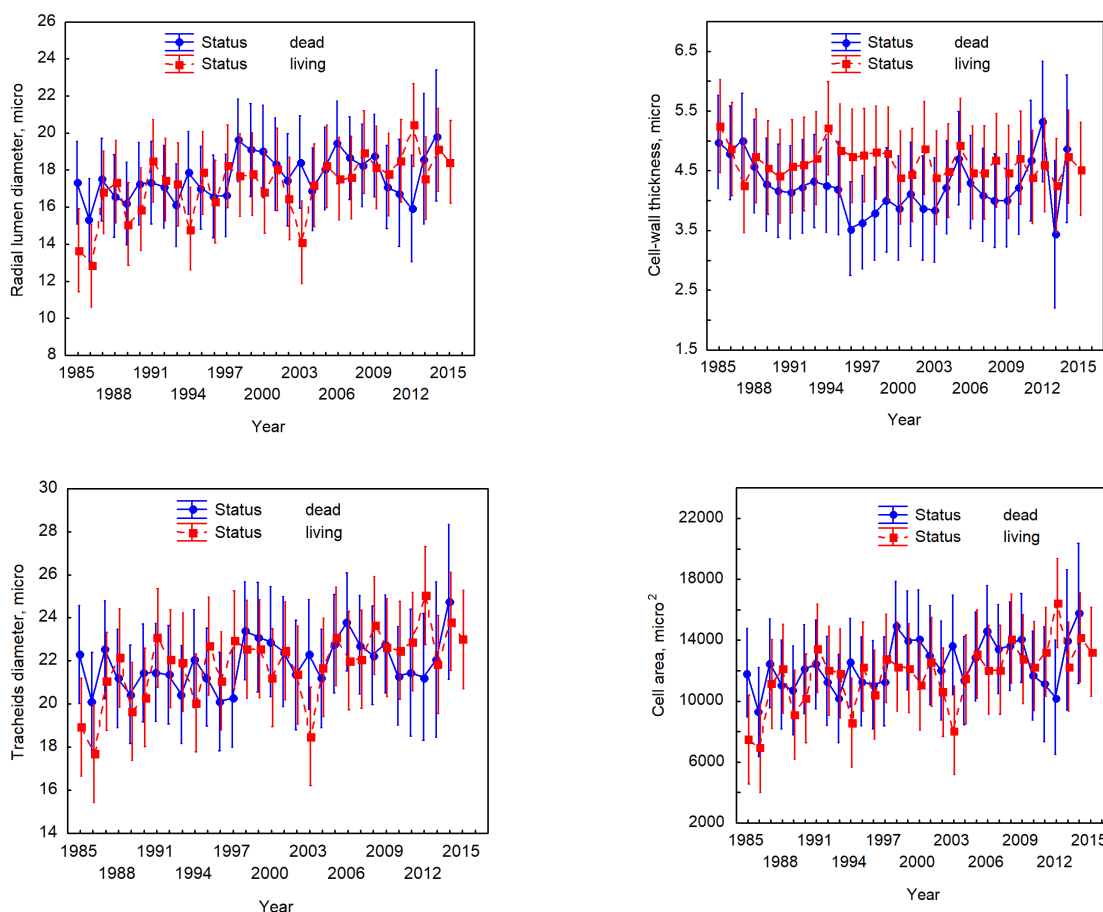 Radial lumen diameter, micro
26
24
22
20
18
16
14
12
10
8
Status dead
Status living
1985 1991 1997 2003 2009 2015
1988 1994 2000 2006 2012
Year
Cell-wall thickness, micro
6.5
5.5
4.5
3.5
2.5
1.5
Status dead
Status living
1985 1991 1997 2003 2009 2015
1988 1994 2000 2006 2012
Year
Tracheids diameter, micro
30
28
26
24
22
20
18
16
14
Status dead
Status living
1985 1991 1997 2003 2009 2015
1988 1994 2000 2006 2012
Year
Cell area, micro²
22000
18000
14000
10000
6000
2000
Status dead
Status living
1985 1991 1997 2003 2009 2015
1988 1994 2000 2006 2012
Year